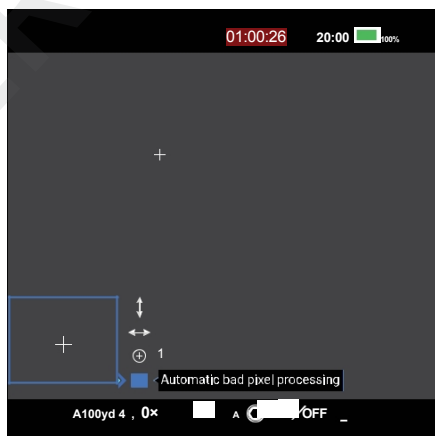 01:00:26 20:00 100%
1
Automatic bad pixel processing
A100yd 4 , 0× A OFF _